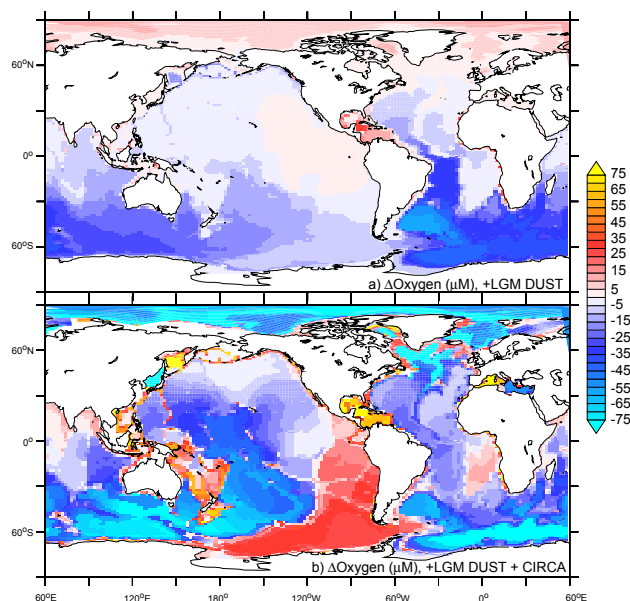 60°N
0°
60°S
a) ΔOxygen (μM), +LGM DUST
75
65
55
45
35
25
15
5
-5
-15
-25
-35
-45
-55
-65
-75
60°N
0°
60°S
b) ΔOxygen (μM), +LGM DUST + CIRCA
60°E 120°E 180° 120°W 60°W 0° 60°E